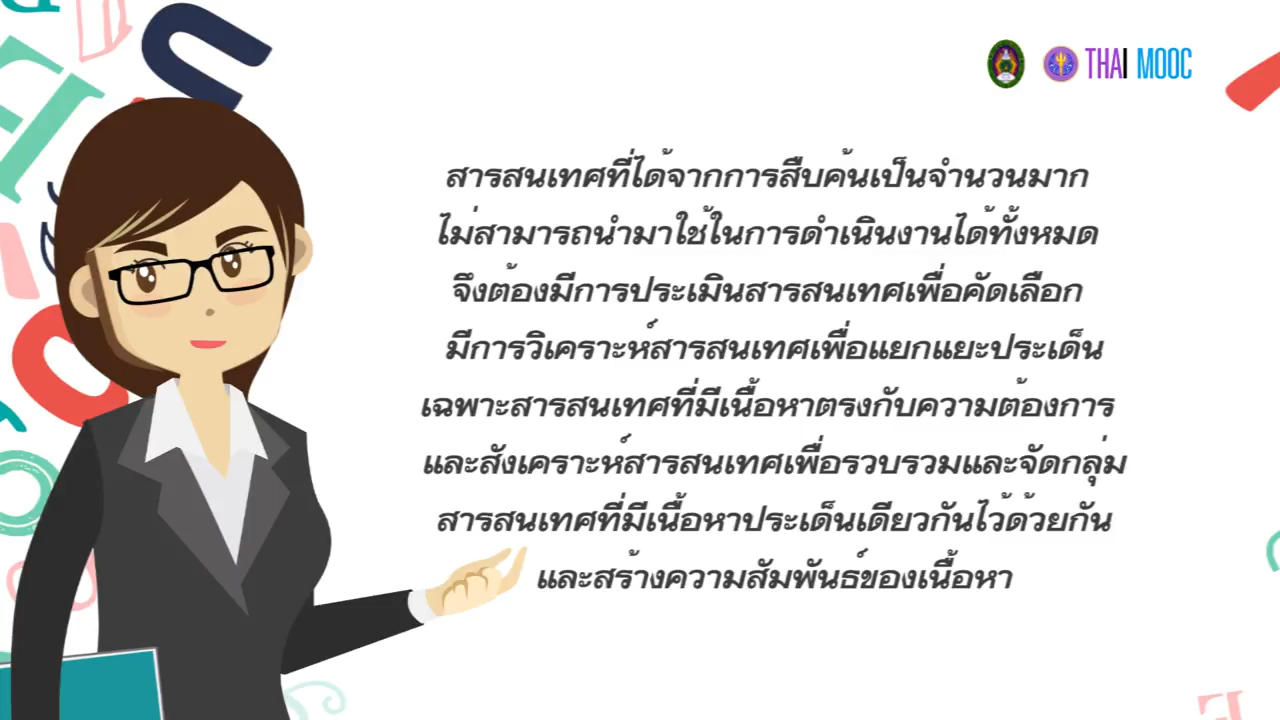 THAI MOOC
สารสนเทศที่ได้จากการสืบค้นเป็นจำนวนมาก
ไม่สามารถนำมาใช้ในการดำเนินงานได้ทั้งหมด
จึงต้องมีการประเมินสารสนเทศเพื่อคัดเลือก
มีการวิเคราะห์สารสนเทศเพื่อแยกแยะประเด็น
เฉพาะสารสนเทศที่มีเนื้อหาตรงกับความต้องการ
และสังเคราะห์สารสนเทศเพื่อรวบรวมและจัดกลุ่ม
สารสนเทศที่มีเนื้อหาประเด็นเดียวกันไว้ด้วยกัน
และสร้างความสัมพันธ์ของเนื้อหา